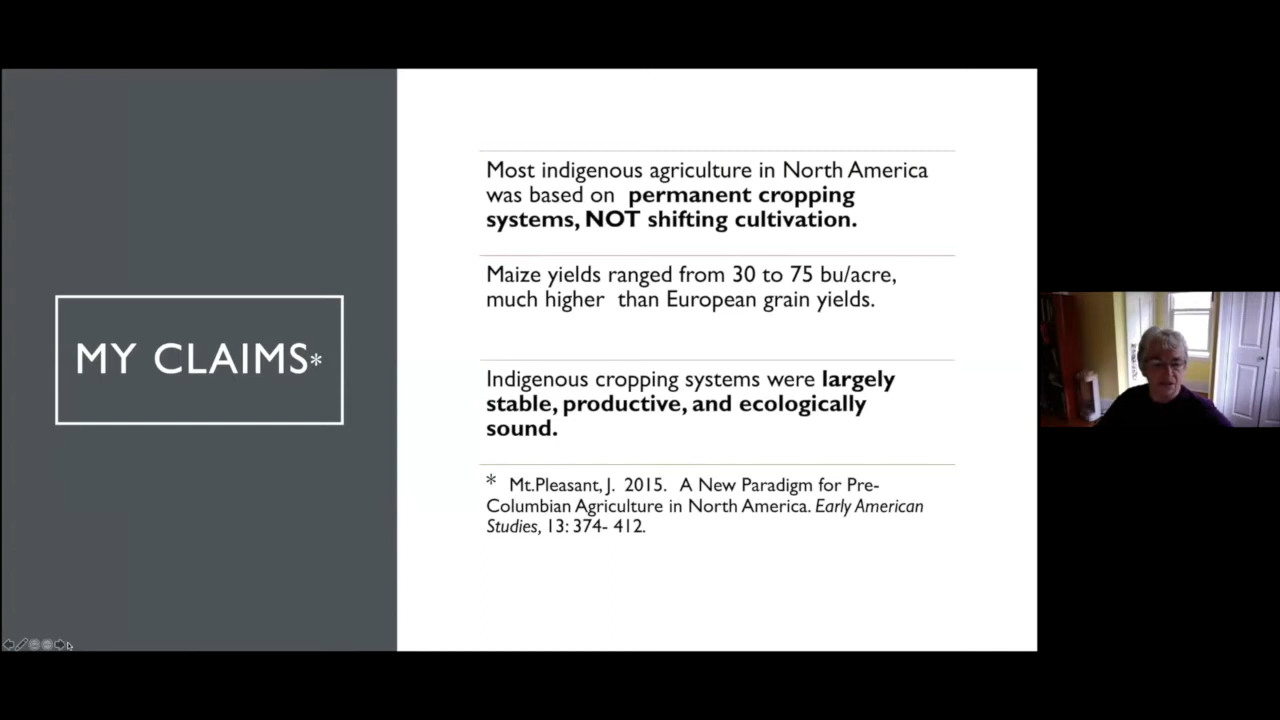 MY CLAIMS*
Most indigenous agriculture in North America
was based on permanent cropping
systems, NOT shifting cultivation.
Maize yields ranged from 30 to 75 bu/acre,
much higher than European grain yields.
Indigenous cropping systems were largely
stable, productive, and ecologically
sound.
* Mt.Pleasant, J. 2015. A New Paradigm for Pre-
Columbian Agriculture in North America. Early American
Studies, 13: 374- 412.